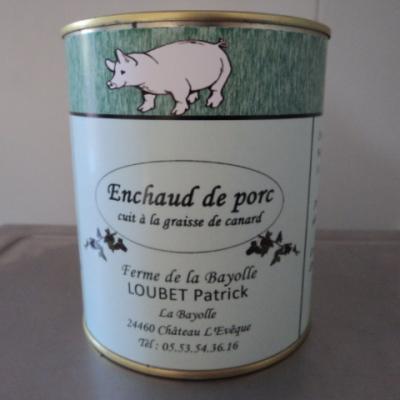 Enchaud de porc
cuit à la graisse de canard
Ferme de la Bayolle
LOUBET Patrick
La Bayolle
24460 Château L'Evêque
Tèl : 05.53.54.36.16